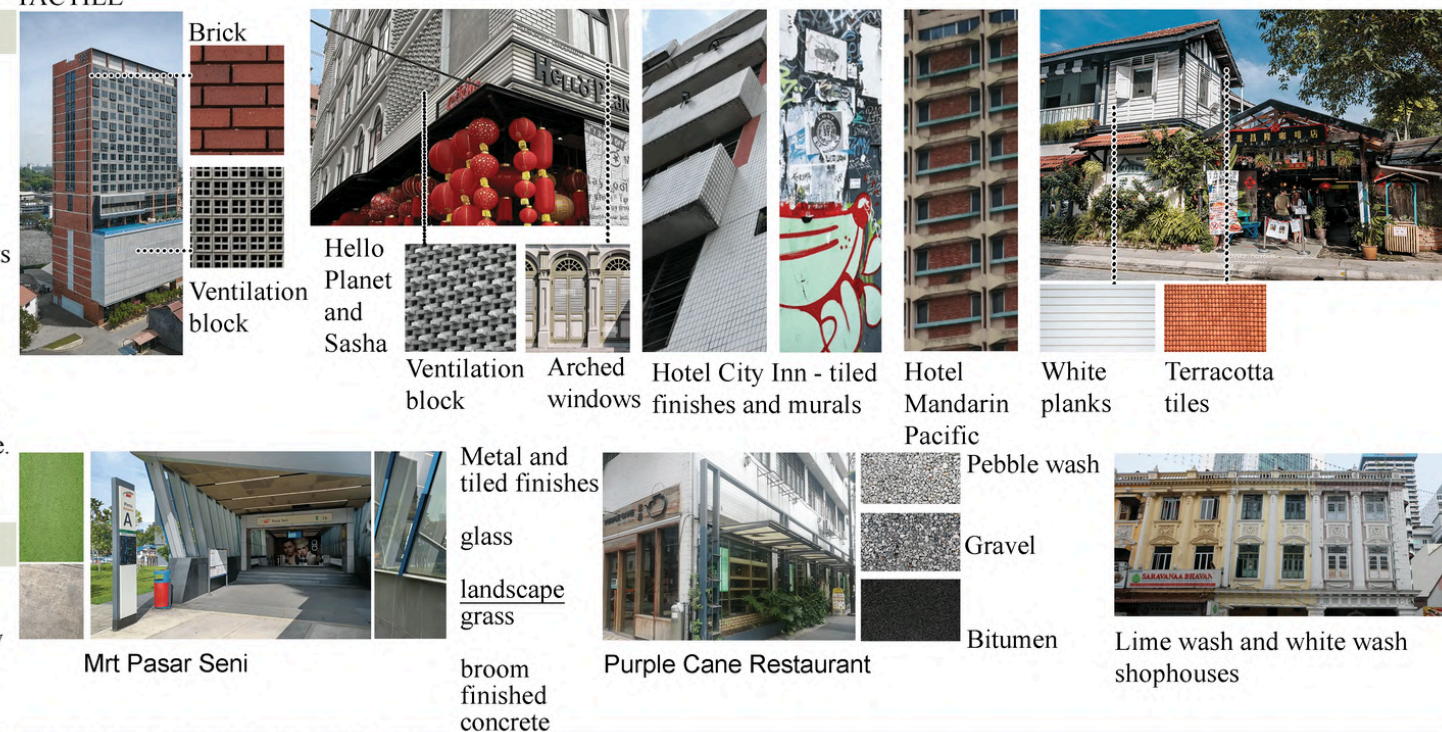 TACTILE
Brick
Ventilation
block
Hello
Planet
and
Sasha
Ventilation
block
Arched
windows
Hotel City Inn - tiled
finishes and murals
Hotel
Mandarin
Pacific
White
planks
Terracotta
tiles
s
e.
A
Metal and
tiled finishes
glass
landscape
grass
broom
finished
concrete
Mrt Pasar Seni
Pebble wash
Gravel
Bitumen
Purple Cane Restaurant
SARAVANAA BHAVAN
Lime wash and white wash
shophouses